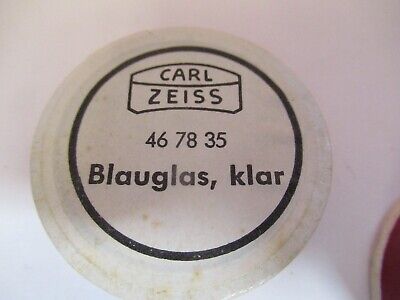 CARL
ZEISS
46 78 35
Blauglas, klar